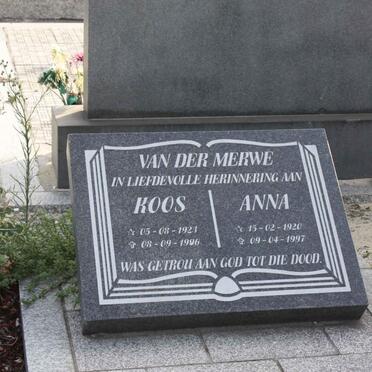 VAN DER MERWE
IN LIEFDEVOLLE HERINNERING AAN
KOOS ANNA
☆ 05-08-1921 ☆ 15-02-1920
✞ 08-09-1996 ✞ 09-04-1997
WAS GETROU AAN GOD TOT DIE DOOD.